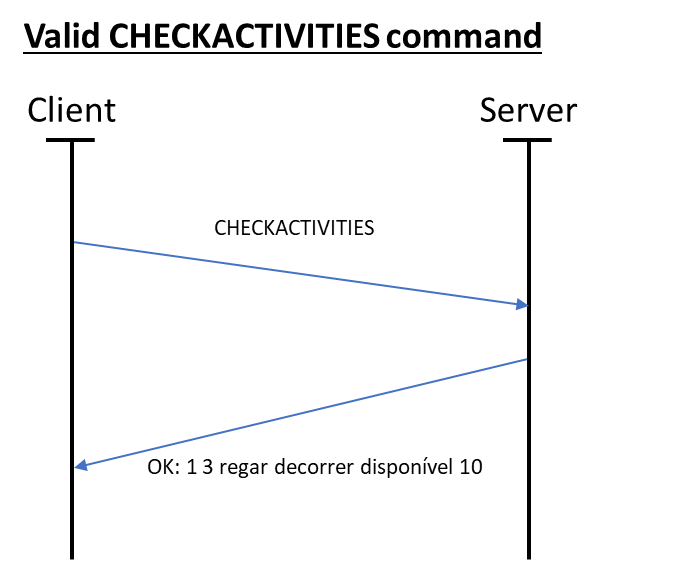 Valid CHECKACTIVITIES command
Client
Server
CHECKACTIVITIES
OK: 1 3 regar decorrer disponível 10